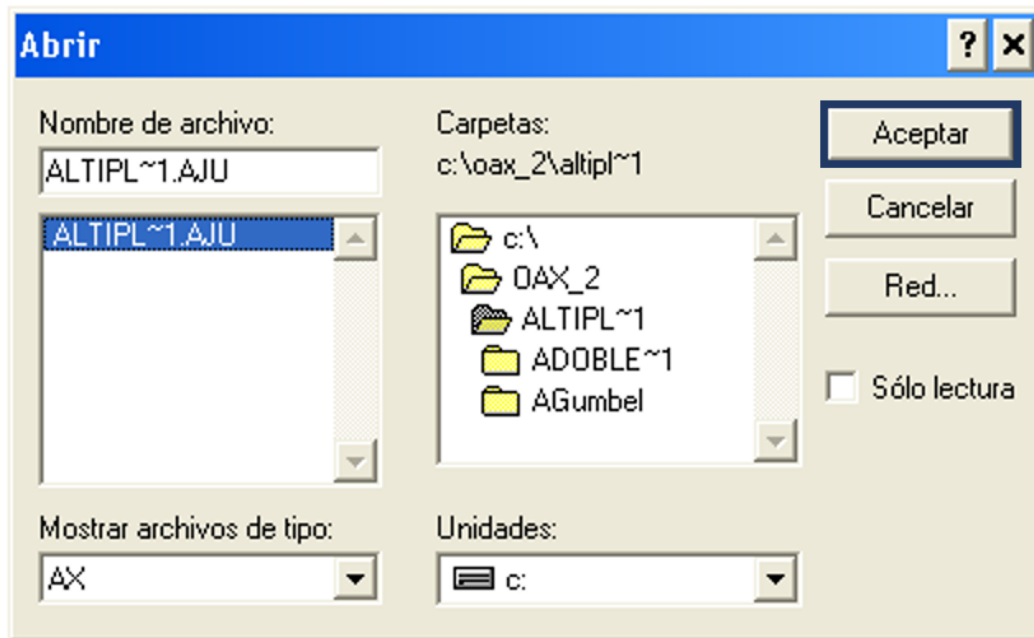 Abrir
Nombre de archivo:
ALTIPL~1.AJU
ALTIPL~1.AJU
Mostrar archivos de tipo:
AX
Carpetas:
c:\oax_2\altipl~1
c:\
OAX_2
ALTIPL~1
ADOBLE~1
AGumbel
Unidades:
c:
Aceptar
Cancelar
Red...
Sólo lectura